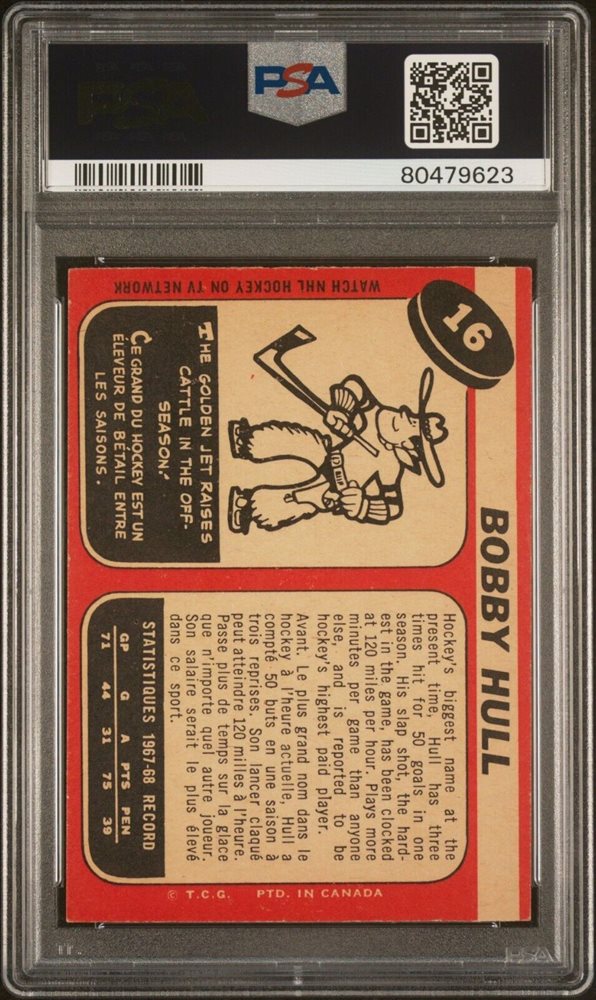 PSA
80479623
16
BOBBY HULL
WATCH NHL HOCKEY ON TV NETWORK
THE GOLDEN JET RAISES
CATTLE IN THE OFF-
SEASON.
CE GRAND DU HOCKEY EST UN
ÉLEVEUR DE BÉTAIL ENTRE
LES SAISONS.
Hockey's biggest name at the
present time, Hull has three
times hit for 50 goals in one
season. His slap shot, the hard-
est in the game, has been clocked
at 120 miles per hour. Plays more
minutes per game than anyone
else, and is reported to be
hockey's highest paid player.
Avant. Le plus grand nom dans le
hockey à l'heure actuelle, Hull a
compté 50 buts en une saison à
trois reprises. Son lancer claqué
peut atteindre 120 milles à l'heure.
Passe plus de temps sur la glace
que n'importe quel autre joueur.
Son salaire serait le plus élevé
dans ce sport.
STATISTIQUES 1967-68 RECORD
GP G A PTS PEN
71 44 31 75 39
© T.C.G. PTD. IN CANADA
PSA